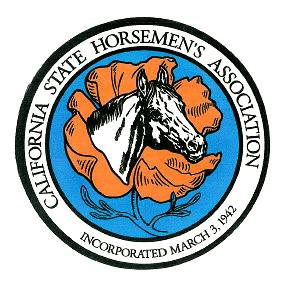 CALIFORNIA STATE HORSEMEN'S ASSOCIATION
INCORPORATED MARCH 3, 1942